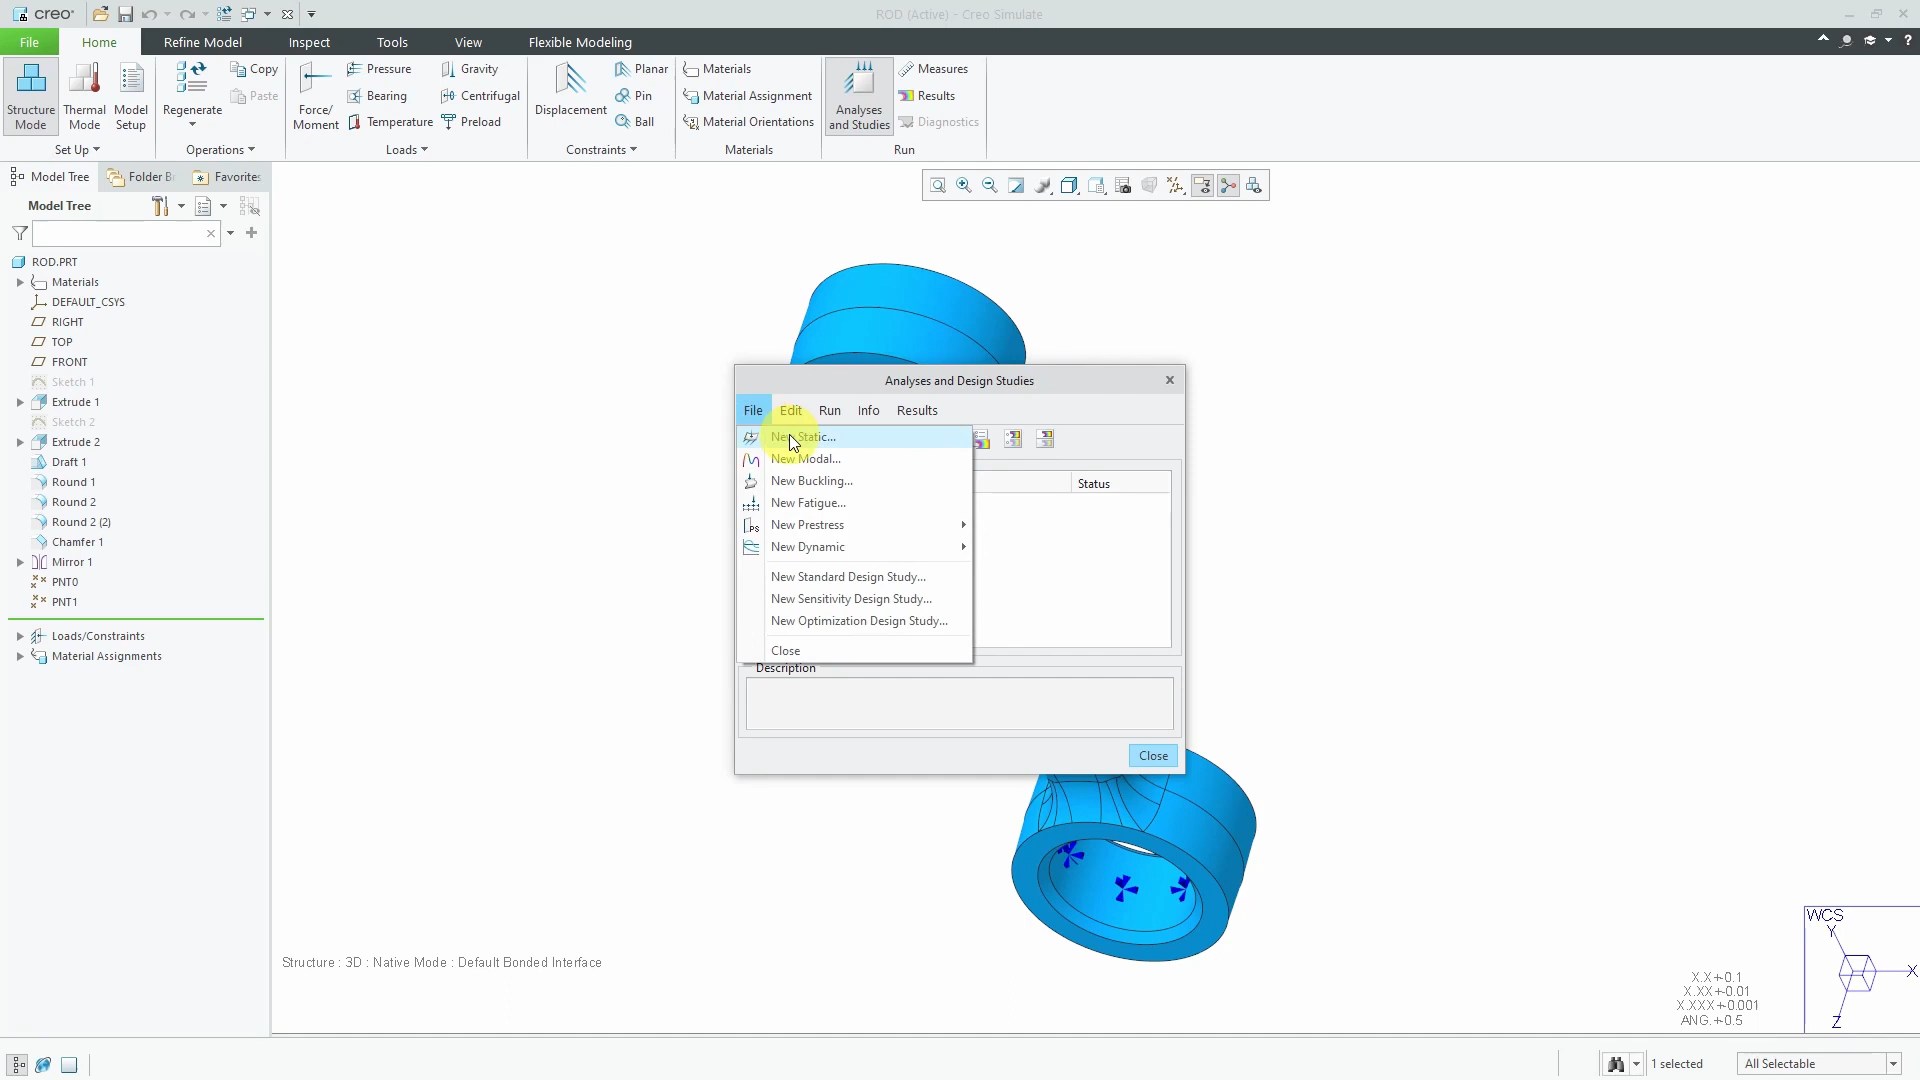 creo
ROD (Active) - Creo Simulate
File Home Refine Model Inspect Tools View Flexible Modeling
Structure Mode
Thermal Mode
Model Setup
Set Up
Regenerate
Copy
Paste
Operations
Force/ Moment
Pressure
Bearing
Temperature
Gravity
Centrifugal
Preload
Loads
Displacement
Planar
Pin
Ball
Constraints
Materials
Material Assignment
Material Orientations
Materials
Analyses and Studies
Measures
Results
Diagnostics
Run
Model Tree Folder Br Favorites
Model Tree
ROD.PRT
Materials
DEFAULT_CSYS
RIGHT
TOP
FRONT
Sketch 1
Extrude 1
Sketch 2
Extrude 2
Draft 1
Round 1
Round 2
Round 2 (2)
Chamfer 1
Mirror 1
PNT0
PNT1
Loads/Constraints
Material Assignments
Analyses and Design Studies
File Edit Run Info Results
New Static...
New Modal...
New Buckling...
New Fatigue...
New Prestress
New Dynamic
New Standard Design Study...
New Sensitivity Design Study...
New Optimization Design Study...
Close
Status
Description
Close
Structure : 3D : Native Mode : Default Bonded Interface
X.X+-0.1
X.XX+-0.01
X.XXX+-0.001
ANG.+-0.5
WCS
Y
X
Z
1 selected
All Selectable